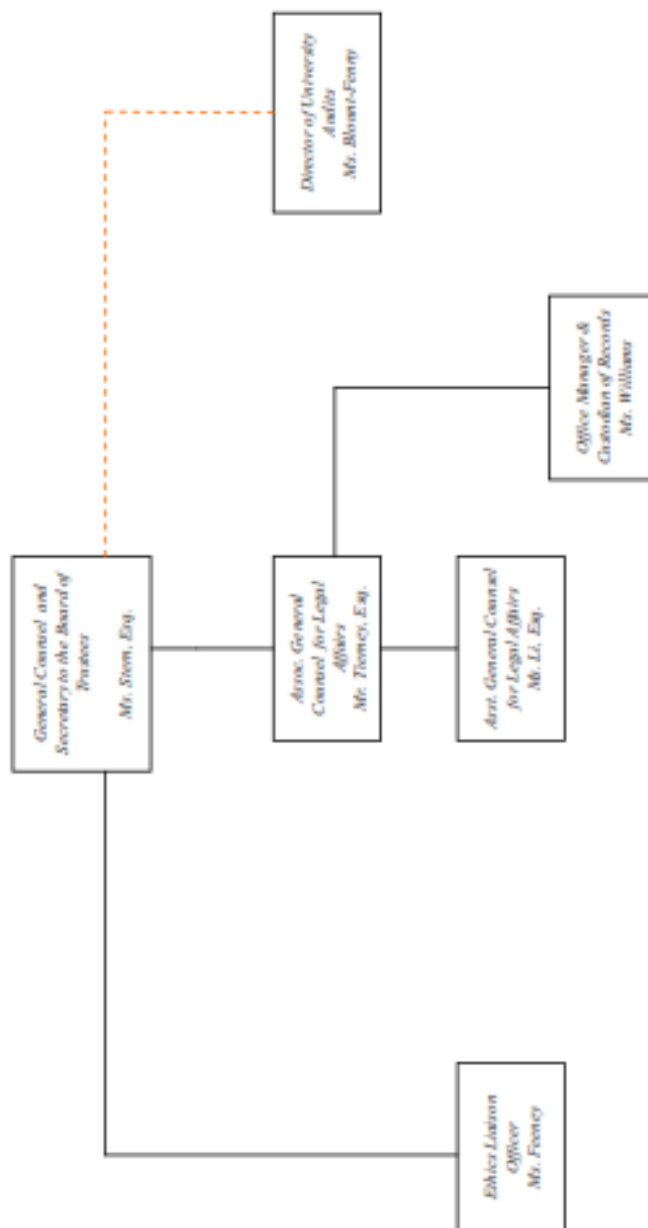 General Counsel and
Secretary to the Board of
Trustees
Ms. Stem, Esq.
Director of University
Audits
Ms. Blount-Fenny
Assoc. General
Counsel for Legal
Affairs
Mr. Tierney, Esq.
Asst. General Counsel
for Legal Affairs
Ms. Li, Esq.
Office Manager &
Custodian of Records
Ms. Williams
Ethics Liaison
Officer
Ms. Feeney